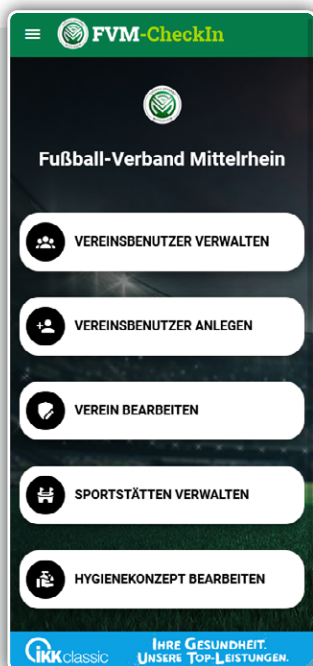 FVM-CheckIn
Fußball-Verband Mittelrhein
VEREINSBENUTZER VERWALTEN
VEREINSBENUTZER ANLEGEN
VEREIN BEARBEITEN
SPORTSTÄTTEN VERWALTEN
HYGIENEKONZEPT BEARBEITEN
IKK classic
IHRE GESUNDHEIT.
UNSERE TOP-LEISTUNGEN.